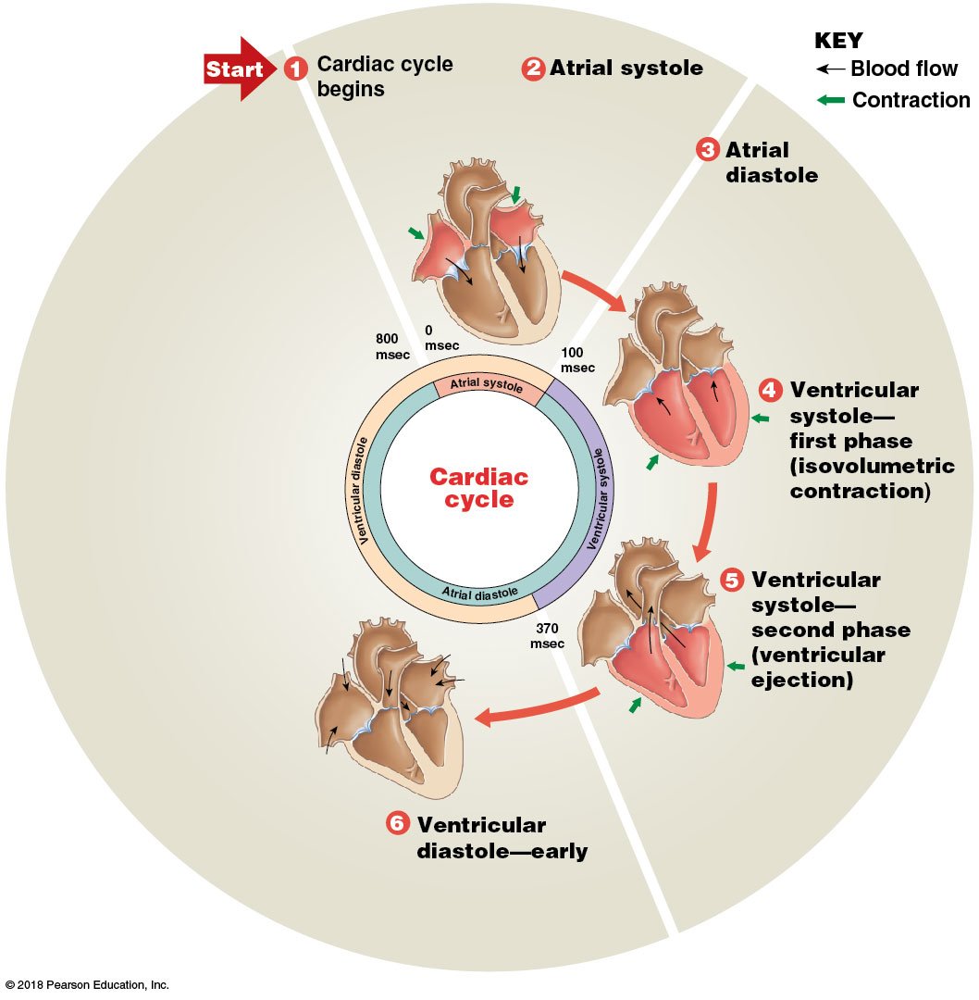 Start
1 Cardiac cycle
begins
2 Atrial systole
KEY
Blood flow
Contraction
3 Atrial
diastole
800
msec
0
msec
100
msec
Atrial systole
Ventricular diastole
Cardiac
cycle
Ventricular systole
Atrial diastole
4 Ventricular
systole—
first phase
(isovolumetric
contraction)
370
msec
5 Ventricular
systole—
second phase
(ventricular
ejection)
6 Ventricular
diastole—early
© 2018 Pearson Education, Inc.